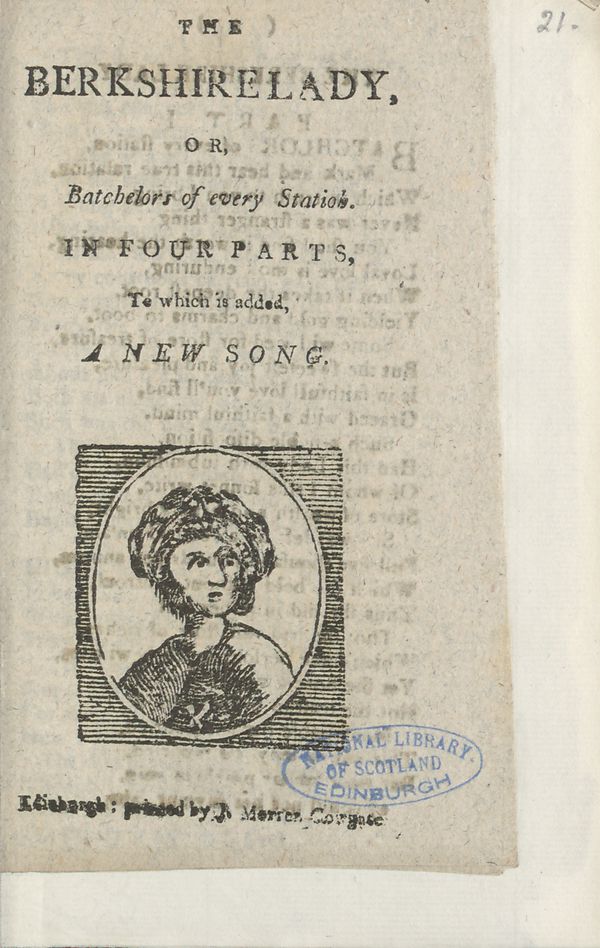 THE
21.
BERKSHIRE LADY,
OR,
Batchelors of every Station.
IN FOUR PARTS,
Te which is added,
A NEW SONG.
NATIONAL LIBRARY
OF SCOTLAND
EDINBURGH
Edinburgh: printed by J. Morren, Cowgate